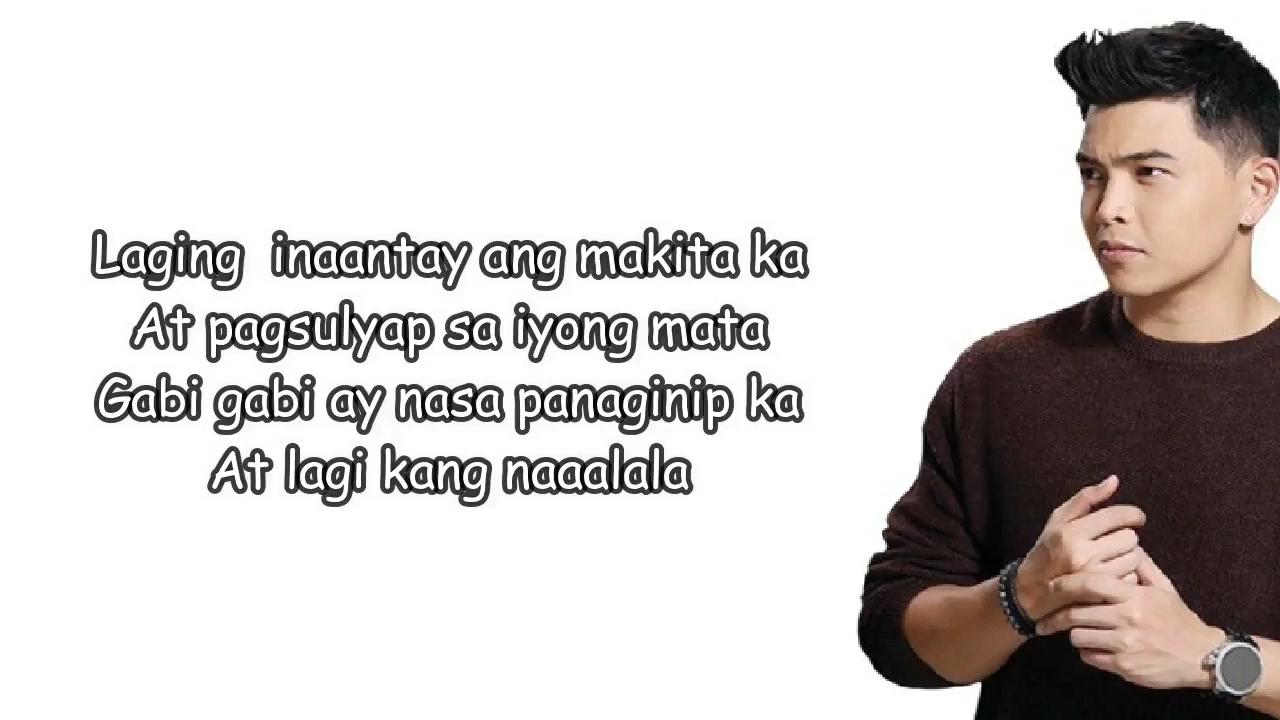 Laging  inaantay ang makita ka
At pagsulyap sa iyong mata
Gabi gabi ay nasa panaginip ka
At lagi kang naaalala